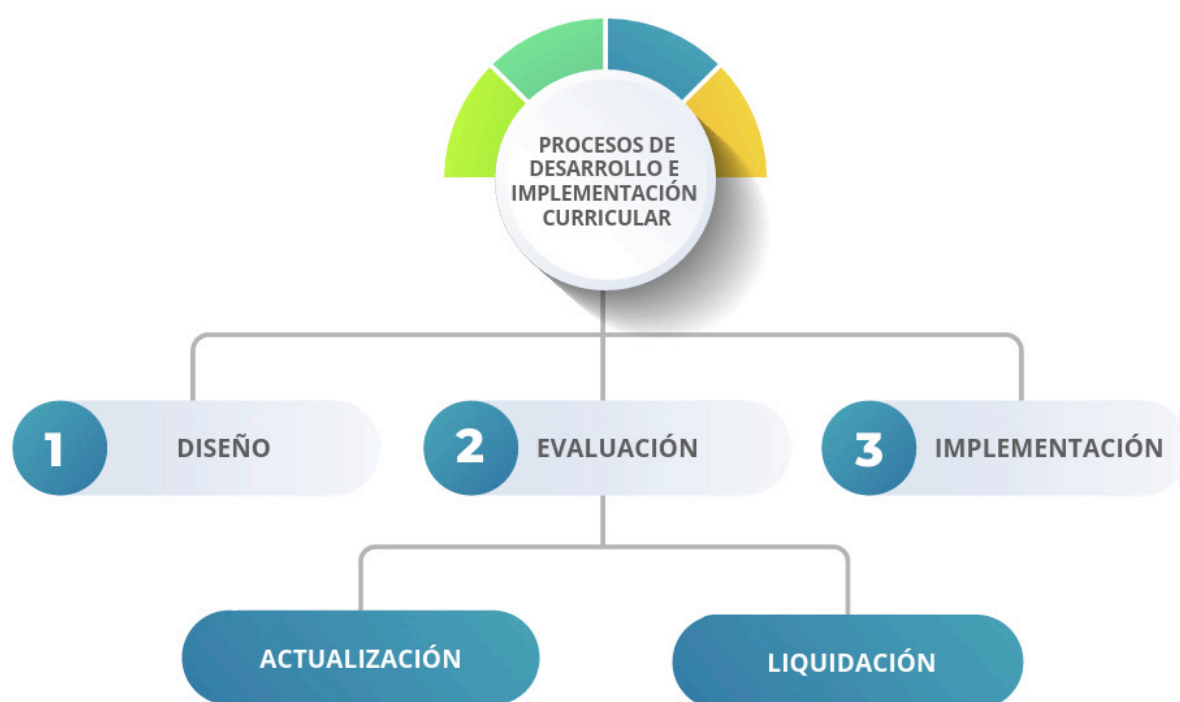 PROCESOS DE
DESARROLLO E
IMPLEMENTACIÓN
CURRICULAR
1 DISEÑO
2 EVALUACIÓN
3 IMPLEMENTACIÓN
ACTUALIZACIÓN
LIQUIDACIÓN